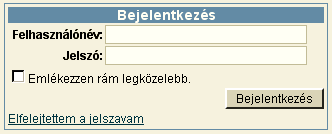 Bejelentkezés
Felhasználónév:
Jelszó:
Emlékezzen rám legközelebb.
Bejelentkezés
Elfelejtettem a jelszavam